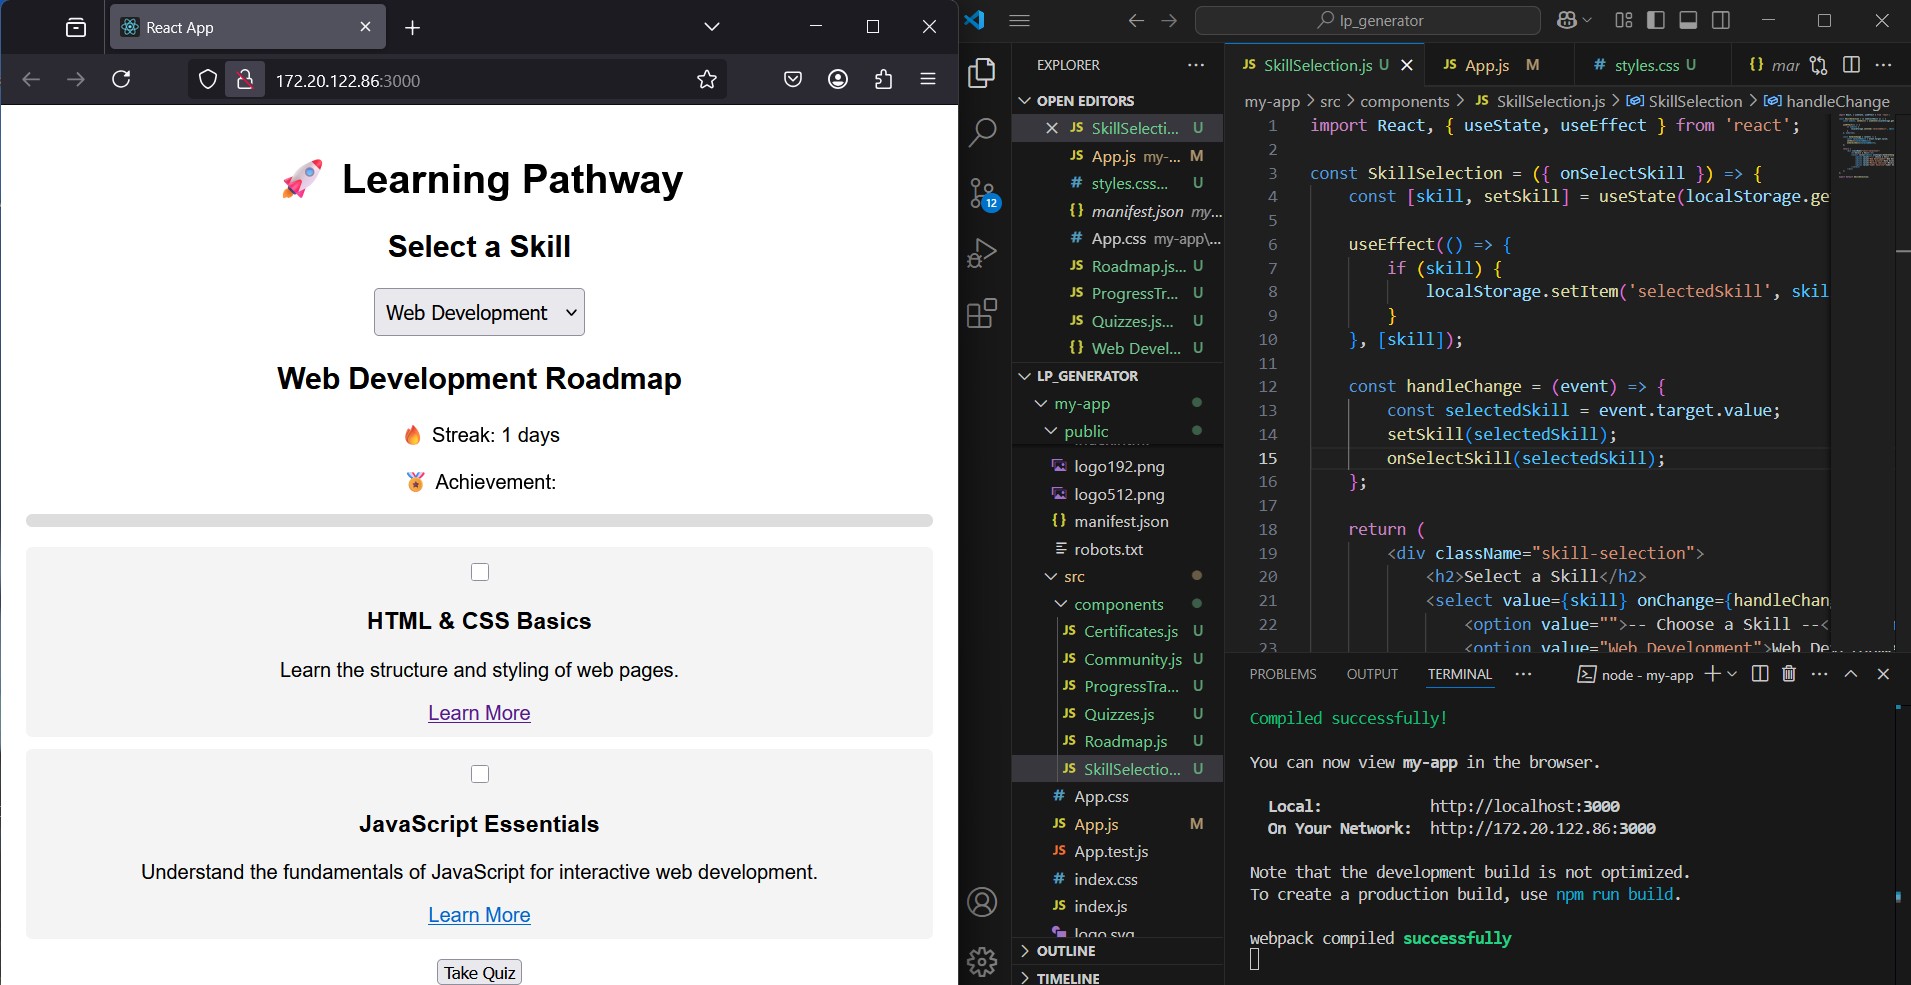 React App
172.20.122.86:3000
Learning Pathway
Select a Skill
Web Development
Web Development Roadmap
Streak: 1 days
Achievement:
HTML & CSS Basics
Learn the structure and styling of web pages.
Learn More
JavaScript Essentials
Understand the fundamentals of JavaScript for interactive web development.
Learn More
Take Quiz
lp_generator
12
EXPLORER
OPEN EDITORS
JS SkillSelecti... U
JS App.js my-... M
# styles.css... U
{} manifest.json my...
# App.css my-app\...
JS Roadmap.js... U
JS ProgressTr... U
JS Quizzes.js... U
{} Web Devel... U
LP_GENERATOR
my-app
public
logo192.png
logo512.png
{} manifest.json
robots.txt
src
components
JS Certificates.js U
JS Community.js U
JS ProgressTra... U
JS Quizzes.js U
JS Roadmap.js U
JS SkillSelectio... U
# App.css
JS App.js M
JS App.test.js
# index.css
JS index.js
logo.svg
OUTLINE
TIMELINE
JS SkillSelection.js U
JS App.js M
# styles.css U
{} mar
my-app > src > components > JS SkillSelection.js > SkillSelection > handleChange
1 import React, { useState, useEffect } from 'react';
2
3 const SkillSelection = ({ onSelectSkill }) => {
4 const [skill, setSkill] = useState(localStorage.ge
5
6 useEffect(() => {
7 if (skill) {
8 localStorage.setItem('selectedSkill', skil
9 }
10 }, [skill]);
11
12 const handleChange = (event) => {
13 const selectedSkill = event.target.value;
14 setSkill(selectedSkill);
15 onSelectSkill(selectedSkill);
16 };
17
18 return (
19 <div className="skill-selection">
20 <h2>Select a Skill</h2>
21 <select value={skill} onChange={handleChan
22 <option value="">-- Choose a Skill --<
23 <option value="Web Development">Web Dev
PROBLEMS OUTPUT TERMINAL
node - my-app
Compiled successfully!
You can now view my-app in the browser.
Local: http://localhost:3000
On Your Network: http://172.20.122.86:3000
Note that the development build is not optimized.
To create a production build, use npm run build.
webpack compiled successfully